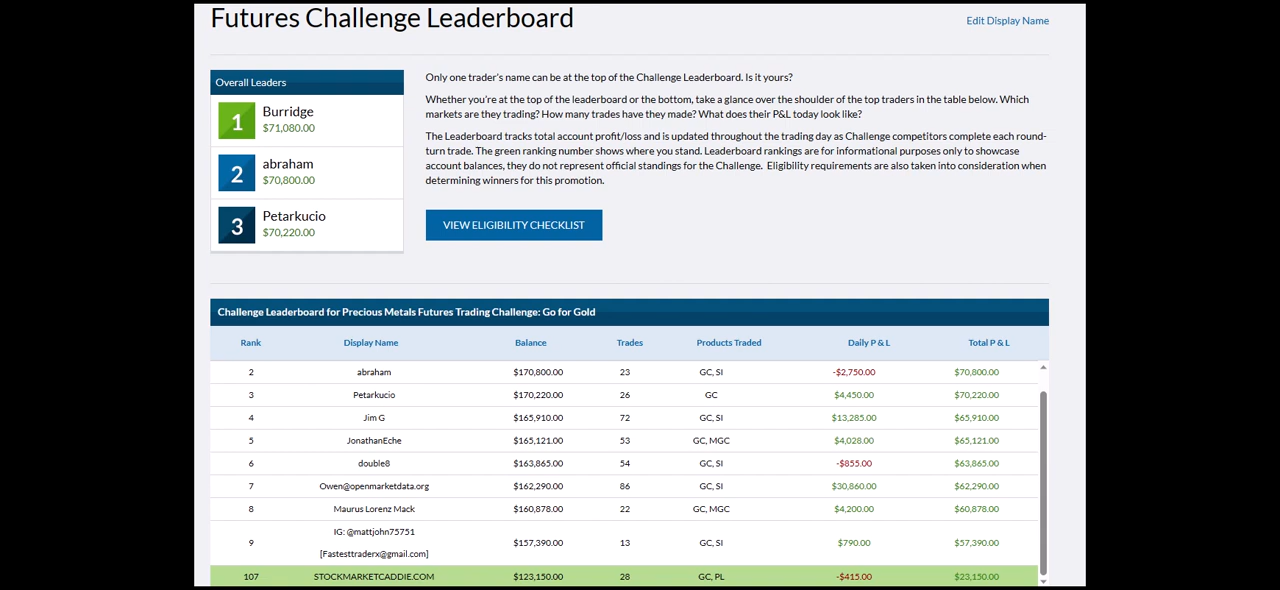 Futures Challenge Leaderboard
Edit Display Name
Overall Leaders
1 Burridge
$71,080.00
2 abraham
$70,800.00
3 Petarkucio
$70,220.00
Only one trader's name can be at the top of the Challenge Leaderboard. Is it yours?
Whether you're at the top of the leaderboard or the bottom, take a glance over the shoulder of the top traders in the table below. Which
markets are they trading? How many trades have they made? What does their P&L today look like?
The Leaderboard tracks total account profit/loss and is updated throughout the trading day as Challenge competitors complete each round-
turn trade. The green ranking number shows where you stand. Leaderboard rankings are for informational purposes only to showcase
account balances, they do not represent official standings for the Challenge. Eligibility requirements are also taken into consideration when
determining winners for this promotion.
VIEW ELIGIBILITY CHECKLIST
Challenge Leaderboard for Precious Metals Futures Trading Challenge: Go for Gold
Rank Display Name Balance Trades Products Traded Daily P & L Total P & L
2 abraham $170,800.00 23 GC, SI -$2,750.00 $70,800.00
3 Petarkucio $170,220.00 26 GC $4,450.00 $70,220.00
4 Jim G $165,910.00 72 GC, SI $13,285.00 $65,910.00
5 JonathanEche $165,121.00 53 GC, MGC $4,028.00 $65,121.00
6 double8 $163,865.00 54 GC, SI -$855.00 $63,865.00
7 Owen@openmarketdata.org $162,290.00 86 GC, SI $30,860.00 $62,290.00
8 Maurus Lorenz Mack $160,878.00 22 GC, MGC $4,200.00 $60,878.00
IG: @mattjohn75751
9 $157,390.00 13 GC, SI $790.00 $57,390.00
[Fastesttraderx@gmail.com]
107 STOCKMARKETCADDIE.COM $123,150.00 28 GC, PL -$415.00 $23,150.00